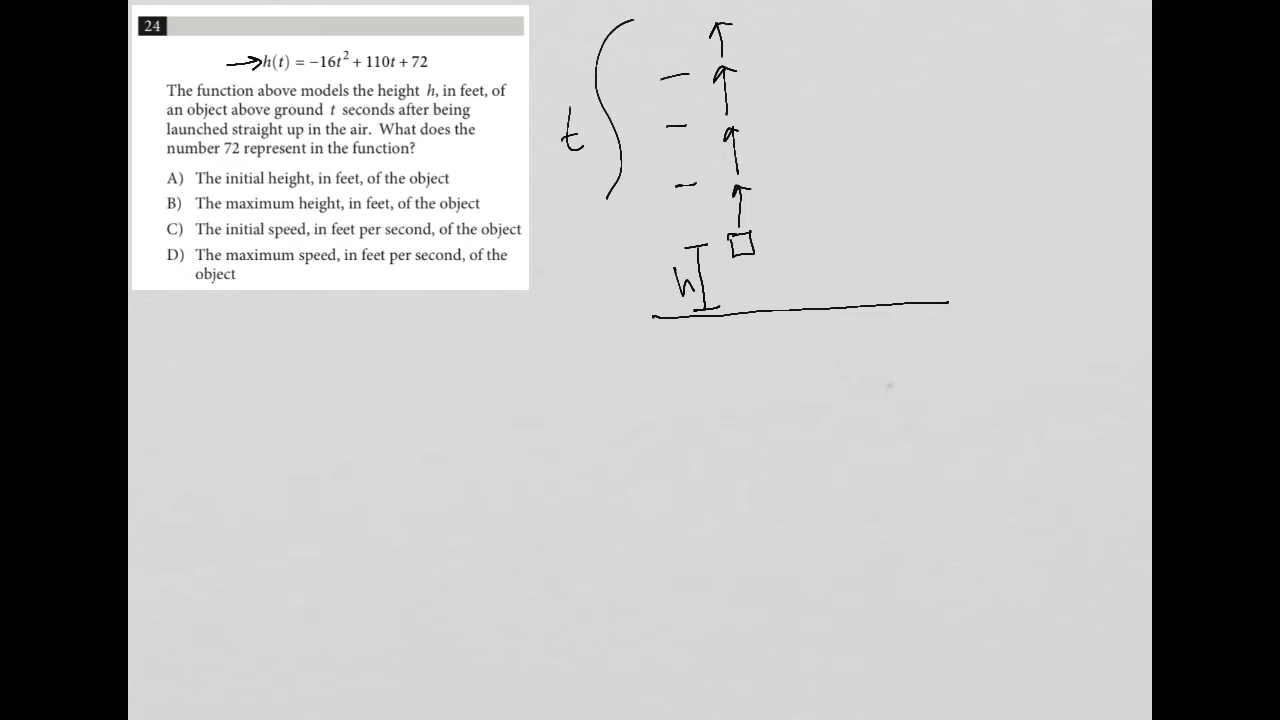 24
h(t) = −16t² + 110t + 72
The function above models the height h, in feet, of
an object above ground t seconds after being
launched straight up in the air. What does the
number 72 represent in the function?
A) The initial height, in feet, of the object
B) The maximum height, in feet, of the object
C) The initial speed, in feet per second, of the object
D) The maximum speed, in feet per second, of the
object
t
h